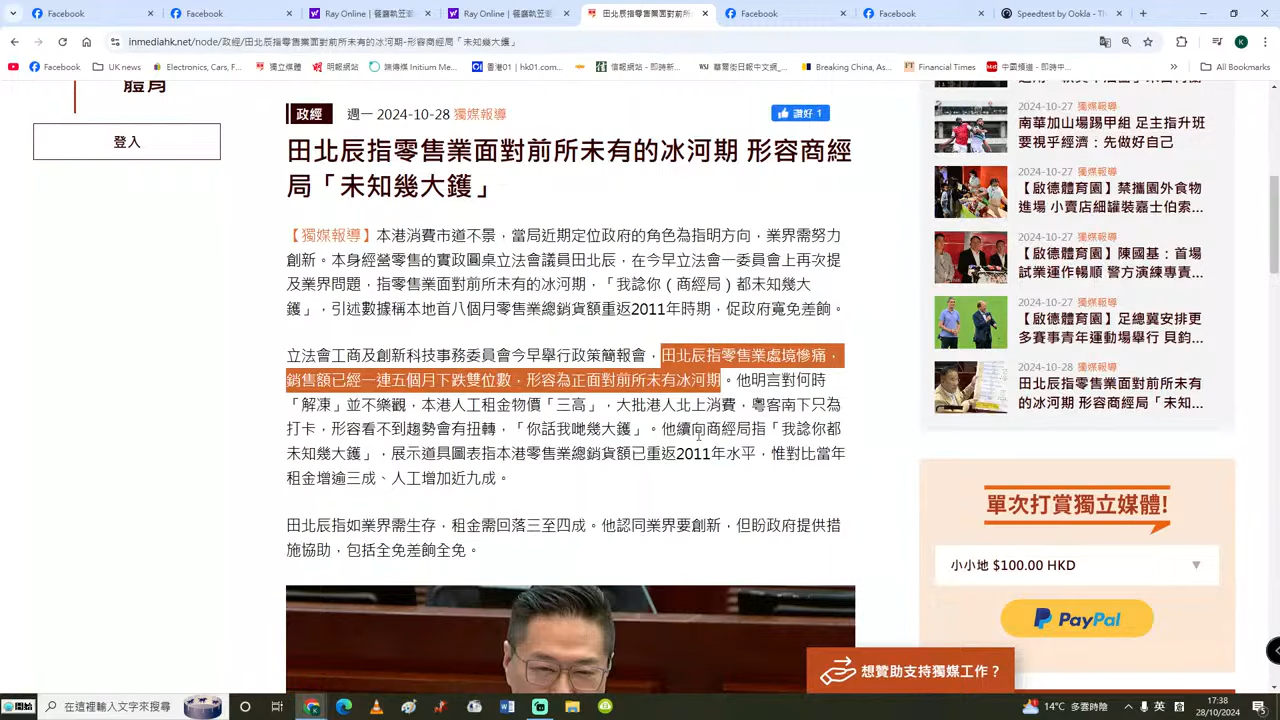 Facebook
Facebook
Ray Online | 餐廳執笠
Ray Online | 餐廳執笠
田北辰指零售業面對前所未有的
Facebook
Facebook
Speedtest by Ookla - Th
inmediahk.net/node/政經/田北辰指零售業面對前所未有的冰河期-形容商經局「未知幾大鑊」
Facebook
UK news
Electronics, Cars, F...
獨立媒體
明報網站
端傳媒 Initium Me...
香港01 | hk01.com...
信報網站 - 即時新...
華爾街日報中文網_...
Breaking China, As...
Financial Times
中國頻道 - 即時中...
»
All Bookmarks
體育
登入
政經 週一 2024-10-28 獨媒報導
讚好 1
田北辰指零售業面對前所未有的冰河期 形容商經
局「未知幾大鑊」
【獨媒報導】本港消費市道不景，當局近期定位政府的角色為指明方向，業界需努力
創新。本身經營零售的實政圓桌立法會議員田北辰，在今早立法會一委員會上再次提
及業界問題，指零售業面對前所未有的冰河期，「我諗你（商經局）都未知幾大
鑊」，引述數據稱本地首八個月零售業總銷貨額重返2011年時期，促政府寬免差餉。
立法會工商及創新科技事務委員會今早舉行政策簡報會，田北辰指零售業處境慘痛，
銷售額已經一連五個月下跌雙位數，形容為正面對前所未有冰河期。他明言對何時
「解凍」並不樂觀，本港人工租金物價「三高」，大批港人北上消費，粵客南下只為
打卡，形容看不到趨勢會有扭轉，「你話我哋幾大鑊」。他續向商經局指「我諗你都
未知幾大鑊」，展示道具圖表指本港零售業總銷貨額已重返2011年水平，惟對比當年
租金增逾三成、人工增加近九成。
田北辰指如業界需生存，租金需回落三至四成。他認同業界要創新，但盼政府提供措
施協助，包括全免差餉全免。
2024-10-27 獨媒報導
南華加山場踢甲組 足主指升班
要視乎經濟：先做好自己
2024-10-27 獨媒報導
【啟德體育園】禁攜園外食物
進場 小賣店細罐裝嘉士伯索...
2024-10-27 獨媒報導
【啟德體育園】陳國基：首場
試業運作暢順 警方演練專責...
2024-10-27 獨媒報導
【啟德體育園】足總冀安排更
多賽事青年運動場舉行 貝鈞...
2024-10-28 獨媒報導
田北辰指零售業面對前所未有
的冰河期 形容商經局「未知...
單次打賞獨立媒體!
小小地 $100.00 HKD
PayPal
想贊助支持獨媒工作？
開始
在這裡輸入文字來搜尋
14°C 多雲時陰
英
17:38
28/10/2024